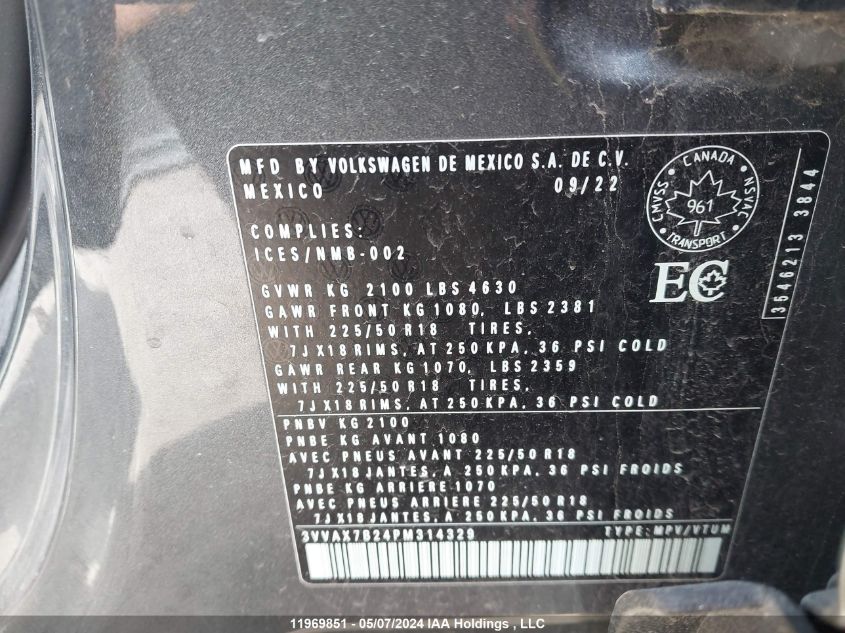 MFD BY VOLKSWAGEN DE MEXICO S.A. DE C.V.
MEXICO 09/22
COMPLIES:
ICES/NMB-002
GVWR KG 2100 LBS 4630
GAWR FRONT KG 1080, LBS 2381
WITH 225/50 R18 TIRES,
7J X18 RIMS, AT 250 KPA, 36 PSI COLD
GAWR REAR KG 1070, LBS 2359
WITH 225/50 R18 TIRES,
7J X18 RIMS, AT 250 KPA, 36 PSI COLD
PNBV KG 2100
PNBE KG AVANT 1080
AVEC PNEUS AVANT 225/50 R18
7J X18 JANTES, A 250 KPA, 36 PSI FROIDS
PNBE KG ARRIERE 1070
AVEC PNEUS ARRIERE 225/50 R18
7J X18 JANTES, A 250 KPA, 36 PSI FROIDS
3VVAX7B24PM314329 TYPE: MPV/VTUM
CANADA
CMVSS 961 NSVAC
TRANSPORT
EC
3546213 3844
11969851 - 05/07/2024 IAA Holdings , LLC